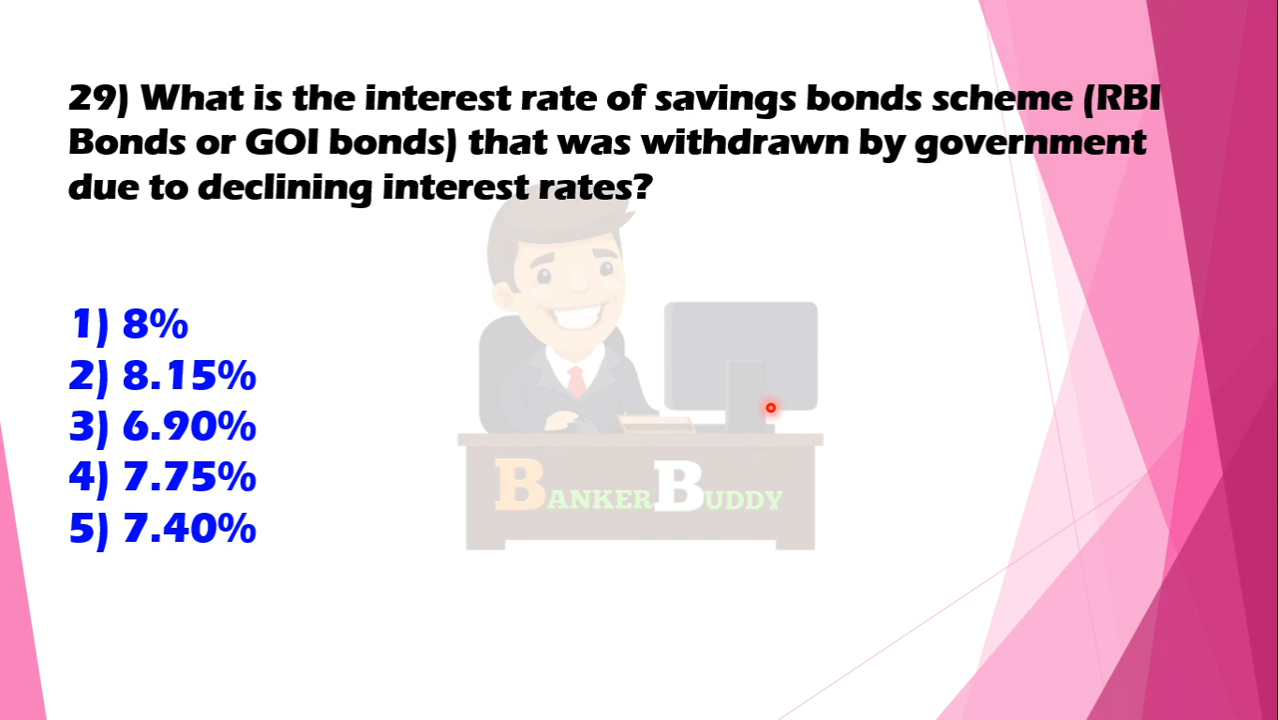 29) What is the interest rate of savings bonds scheme (RBI
Bonds or GOI bonds) that was withdrawn by government
due to declining interest rates?
1) 8%
2) 8.15%
3) 6.90%
4) 7.75%
5) 7.40%
BANKERBUDDY